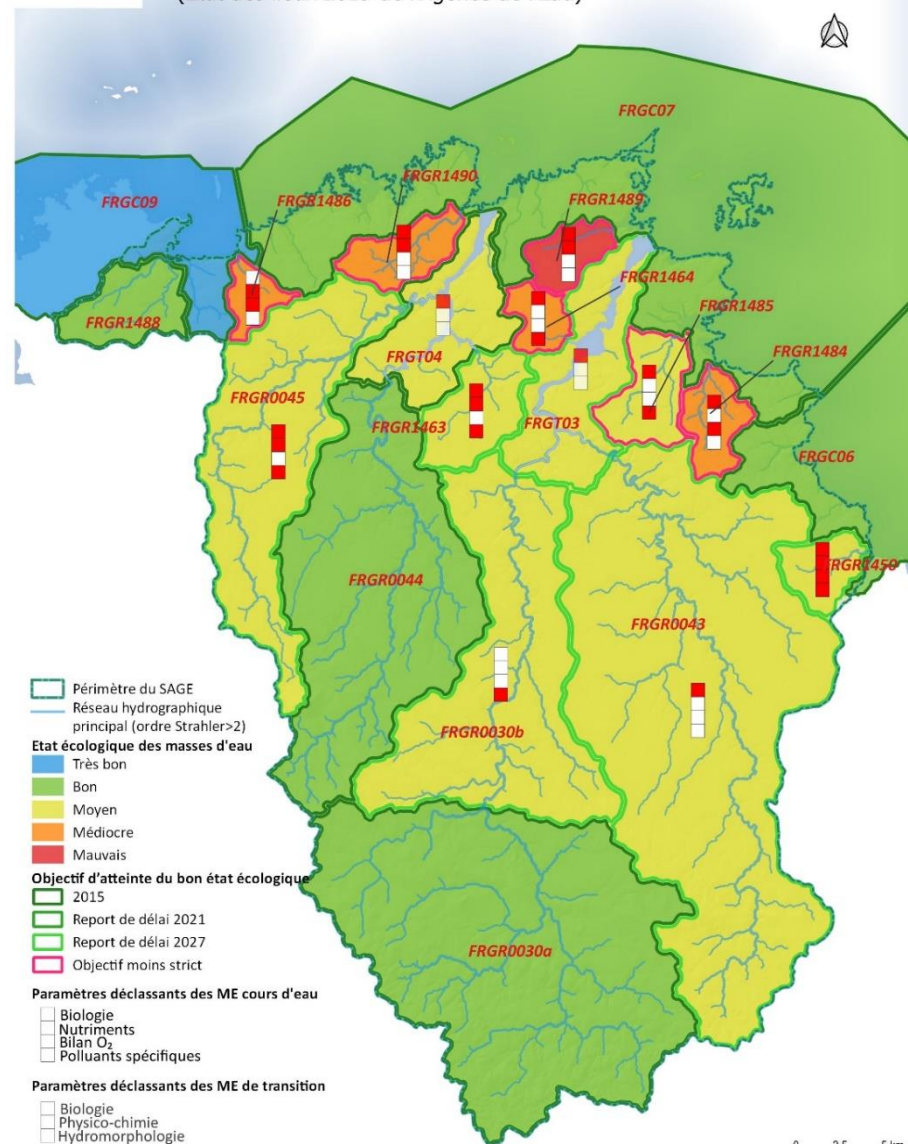 FRGC07
FRGR1490
FRGR1486
FRGR1489
FRGC09
FRGR1464
FRGR1485
FRGR1488
FRGT04
FRGR1484
FRGR0045
FRGR1463
FRGT03
FRGC06
FRGR1450
FRGR0044
FRGR0043
FRGR0030b
FRGR0030a
Périmètre du SAGE
Réseau hydrographique
principal (ordre Strahler>2)
Etat écologique des masses d'eau
Très bon
Bon
Moyen
Médiocre
Mauvais
Objectif d'atteinte du bon état écologique
2015
Report de délai 2021
Report de délai 2027
Objectif moins strict
Paramètres déclassants des ME cours d'eau
Biologie
Nutriments
Bilan O₂
Polluants spécifiques
Paramètres déclassants des ME de transition
Biologie
Physico-chimie
Hydromorphologie